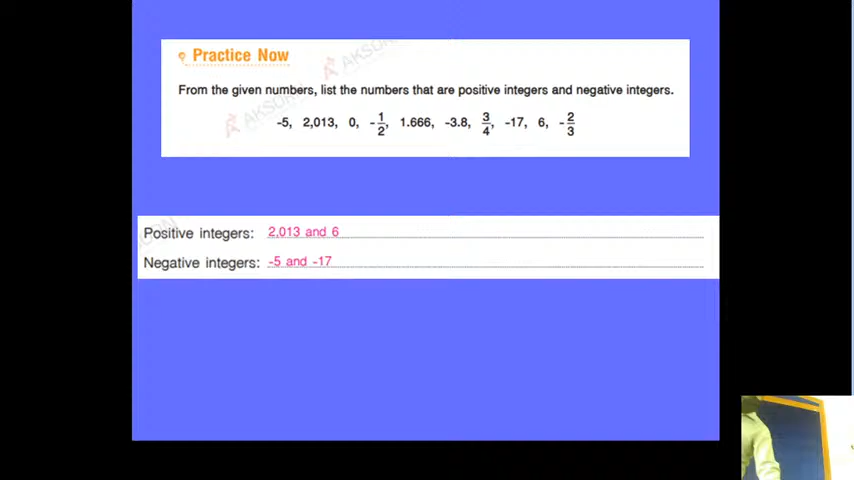 Practice Now
From the given numbers, list the numbers that are positive integers and negative integers.
-5, 2,013, 0, -1/2, 1.666, -3.8, 3/4, -17, 6, -2/3
Positive integers: 2,013 and 6
Negative integers: -5 and -17